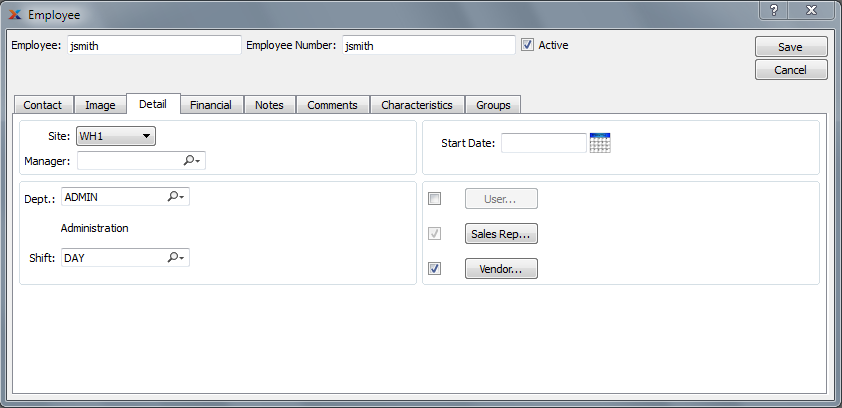 Employee
?
Employee: jsmith Employee Number: jsmith Active
Save
Cancel
Contact Image Detail Financial Notes Comments Characteristics Groups
Site: WH1
Start Date:
Manager:
Dept.: ADMIN
User...
Administration
Sales Rep...
Shift: DAY
Vendor...